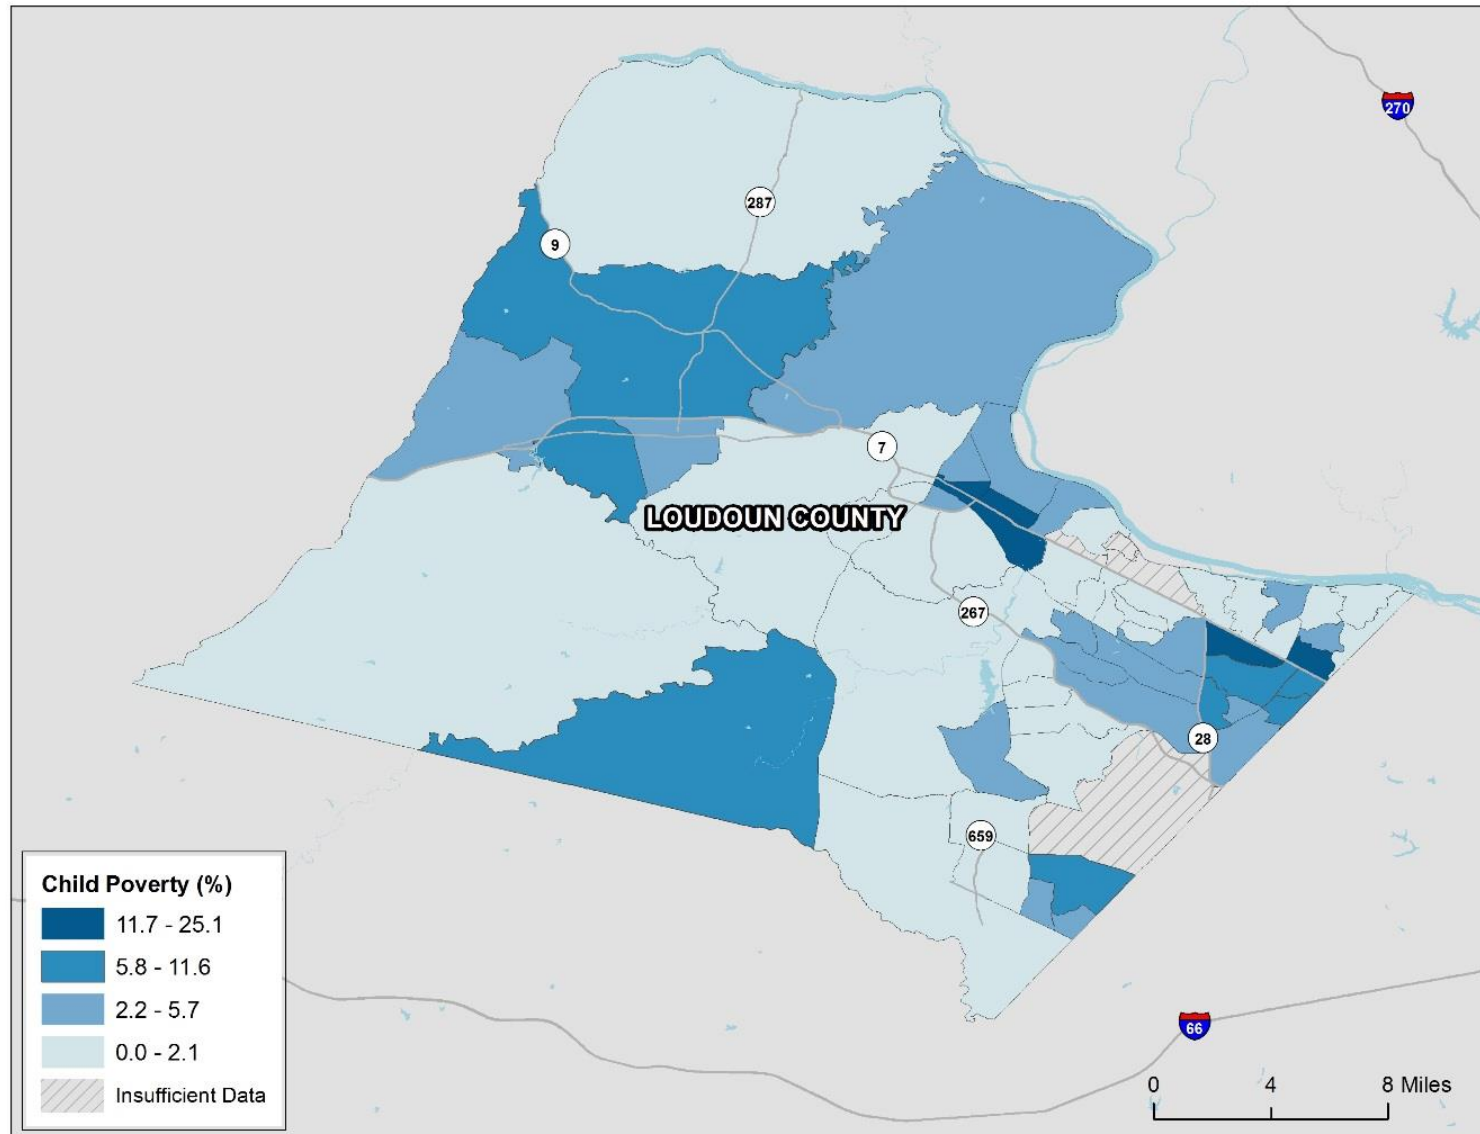 270
287
9
7
LOUDOUN COUNTY
267
28
659
Child Poverty (%)
11.7 - 25.1
5.8 - 11.6
2.2 - 5.7
0.0 - 2.1
Insufficient Data
66
0 4 8 Miles